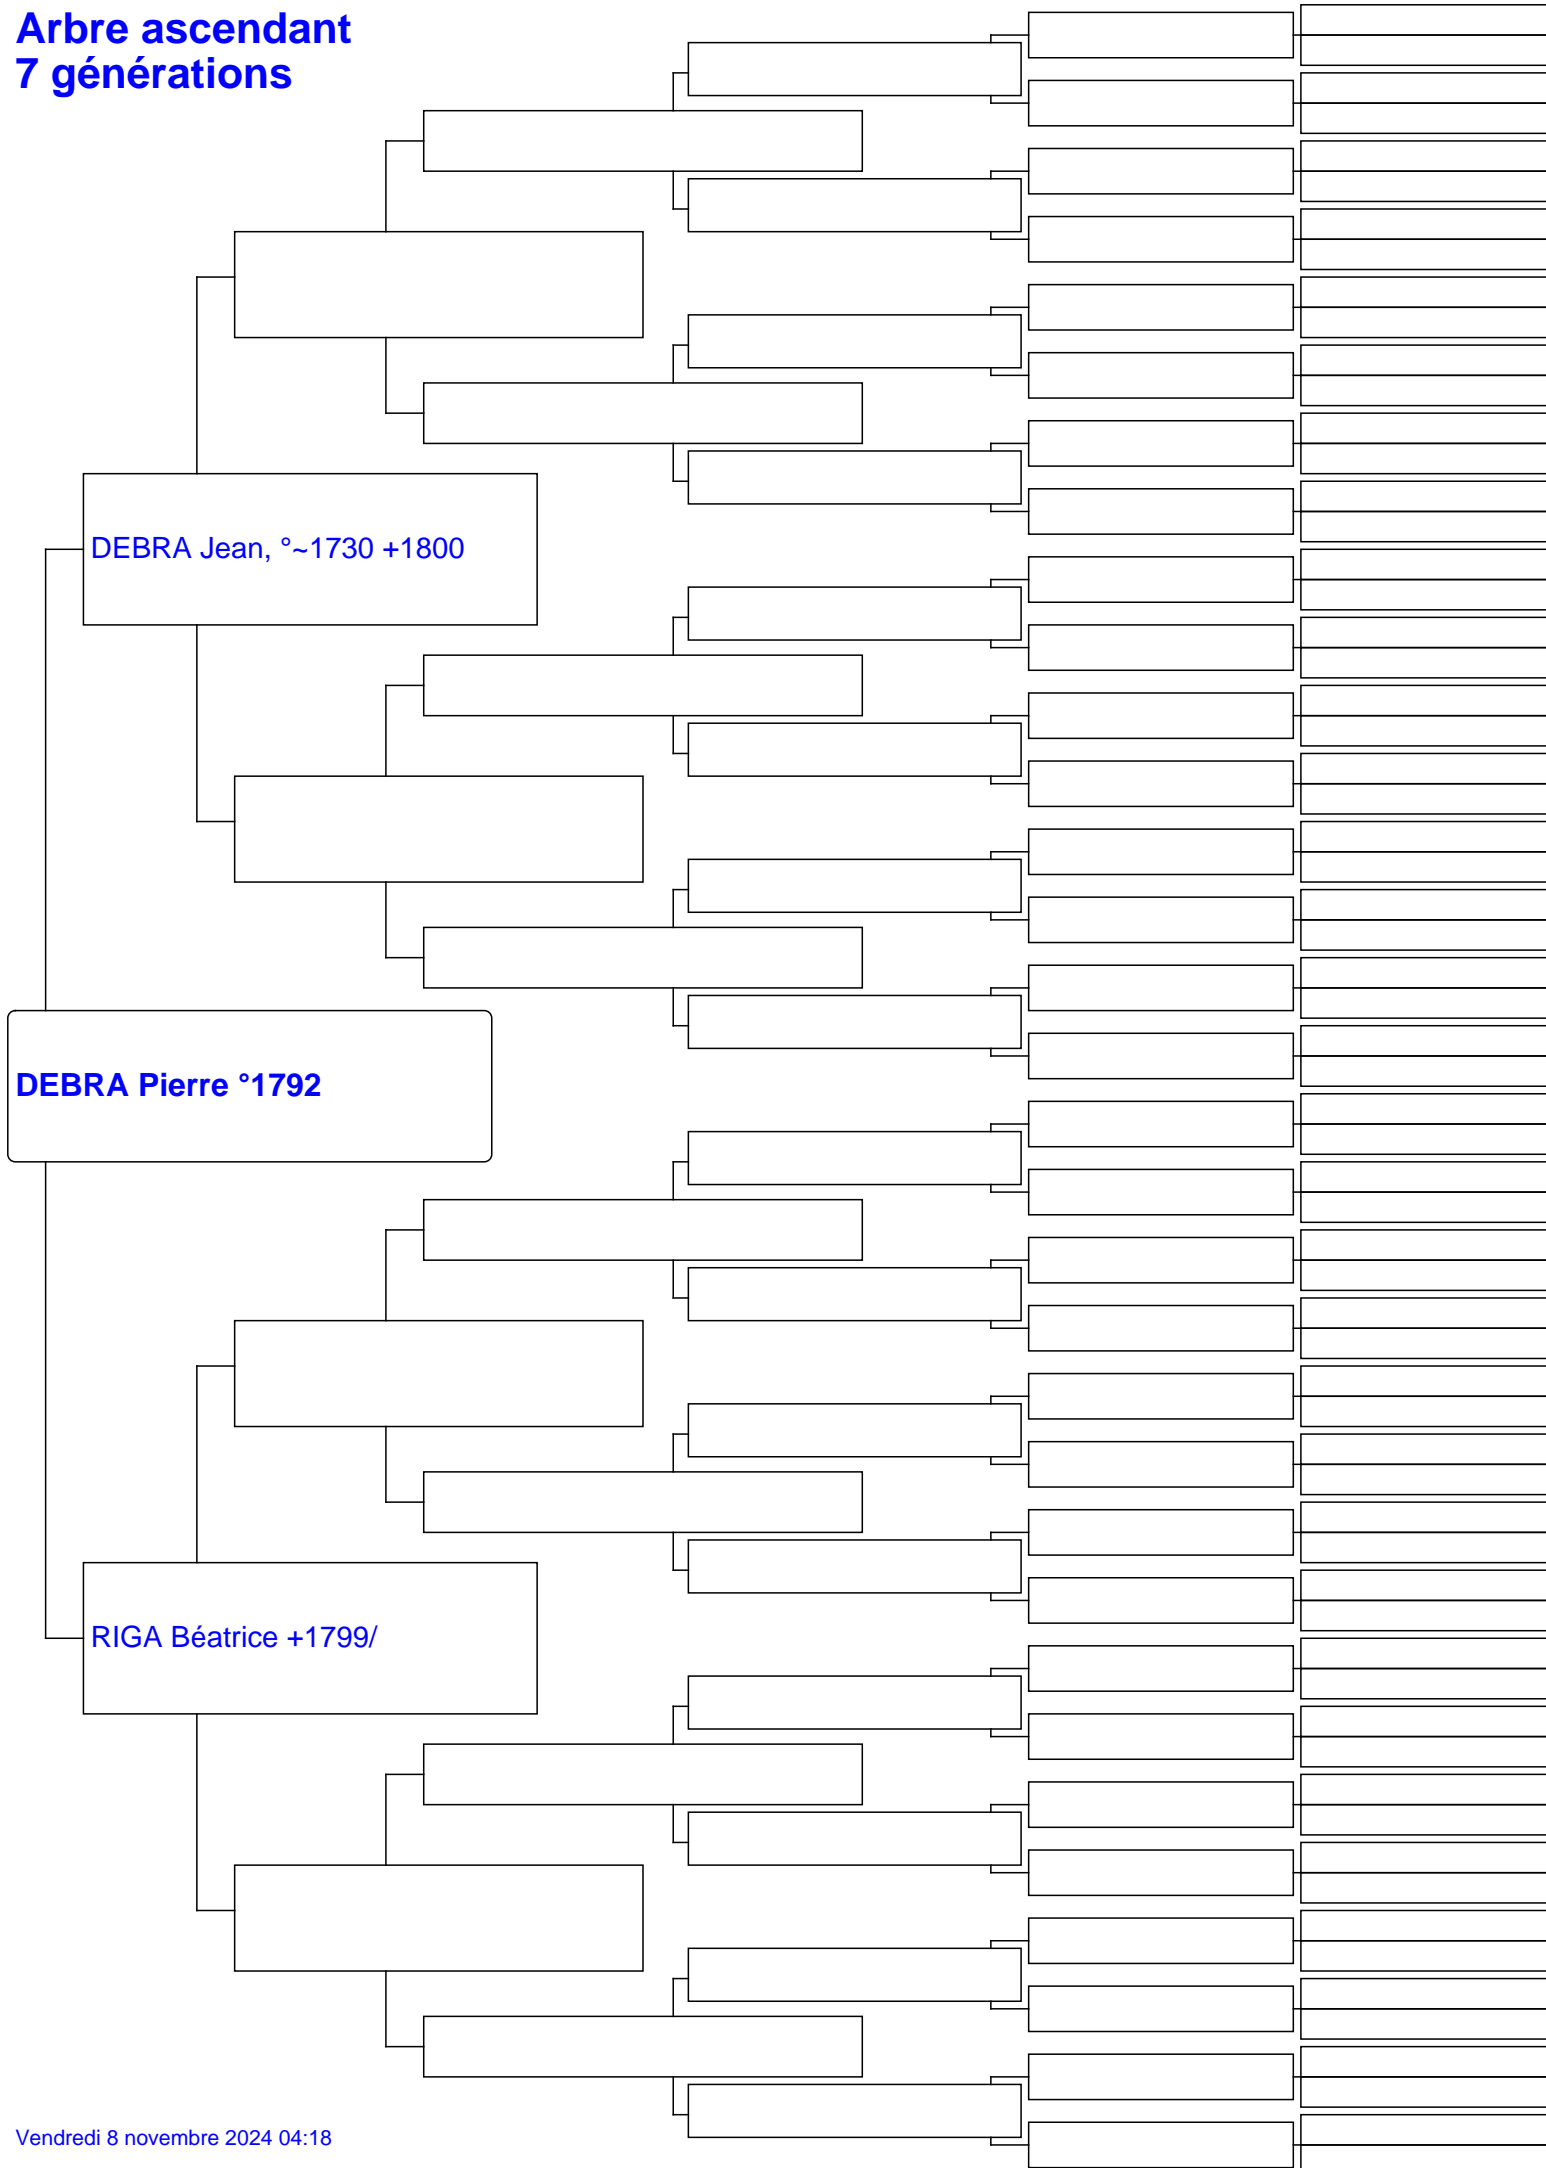 Arbre ascendant
7 générations
DEBRA Jean, °~1730 +1800
DEBRA Pierre °1792
RIGA Béatrice +1799/
Vendredi 8 novembre 2024 04:18